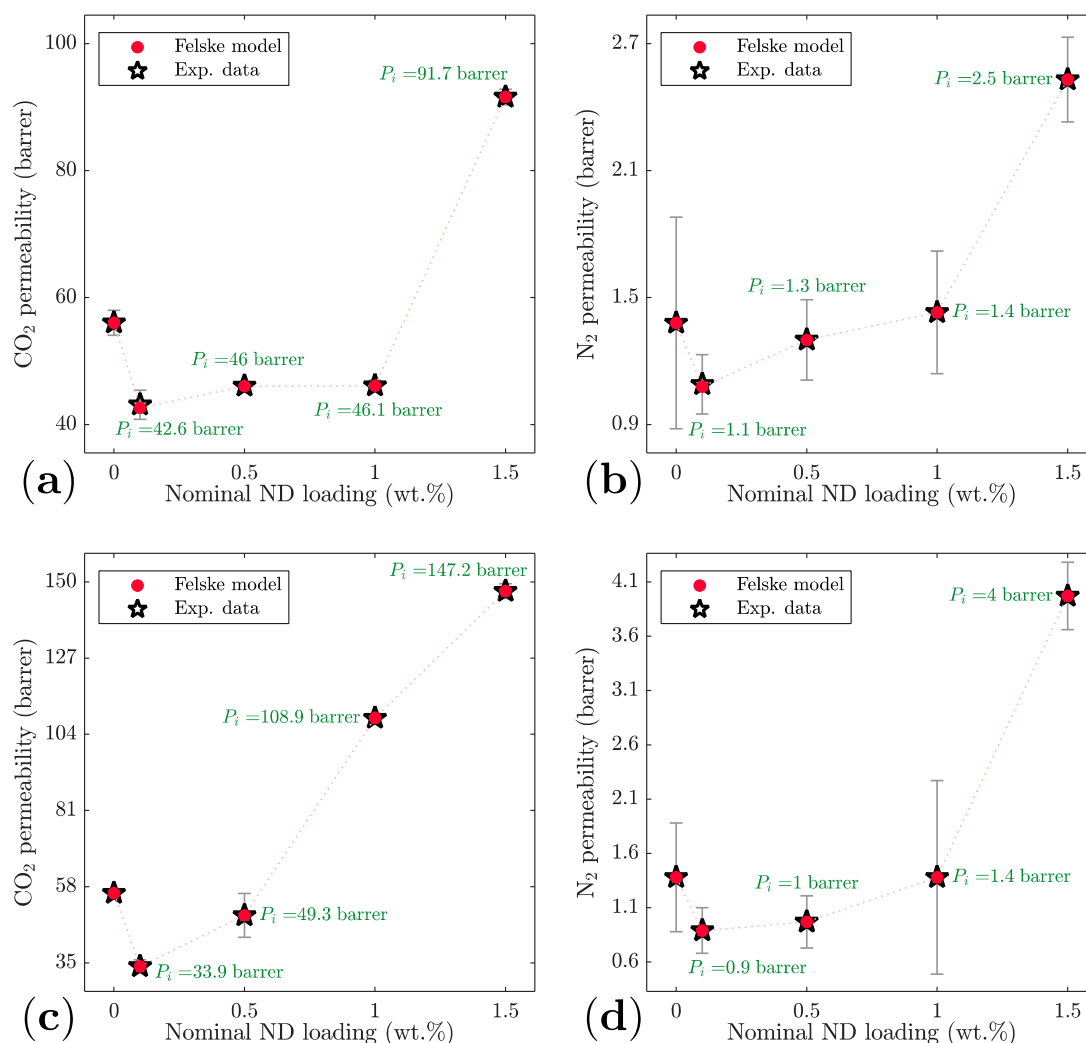 CO₂ permeability (barrer)
100
80
60
40
Felske model
Exp. data
P_i =91.7 barrer
P_i =46 barrer
P_i =46.1 barrer
P_i =42.6 barrer
0 0.5 1 1.5
Nominal ND loading (wt.%)
(a)
N₂ permeability (barrer)
2.7
2.1
1.5
0.9
Felske model
Exp. data
P_i =2.5 barrer
P_i =1.3 barrer
P_i =1.4 barrer
P_i =1.1 barrer
0 0.5 1 1.5
Nominal ND loading (wt.%)
(b)
CO₂ permeability (barrer)
150
127
104
81
58
35
Felske model
Exp. data
P_i =147.2 barrer
P_i =108.9 barrer
P_i =49.3 barrer
P_i =33.9 barrer
0 0.5 1 1.5
Nominal ND loading (wt.%)
(c)
N₂ permeability (barrer)
4.1
3.6
3.1
2.6
2.1
1.6
1.1
0.6
Felske model
Exp. data
P_i =4 barrer
P_i =1 barrer
P_i =1.4 barrer
P_i =0.9 barrer
0 0.5 1 1.5
Nominal ND loading (wt.%)
(d)